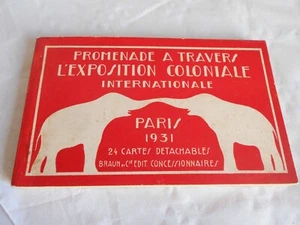 PROMENADE A TRAVERS
L'EXPOSITION COLONIALE
INTERNATIONALE
PARIS
1931
24 CARTES DETACHABLES
BRAUN & Cie EDIT. CONCESSIONNAIRES